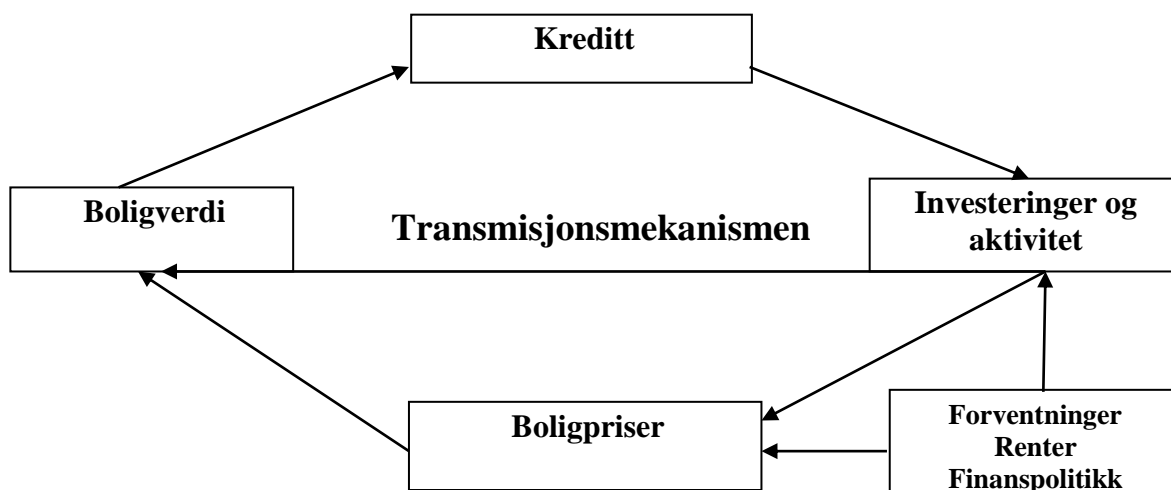 Kreditt
Boligverdi
Transmisjonsmekanismen
Investeringer og
aktivitet
Boligpriser
Forventninger
Renter
Finanspolitikk